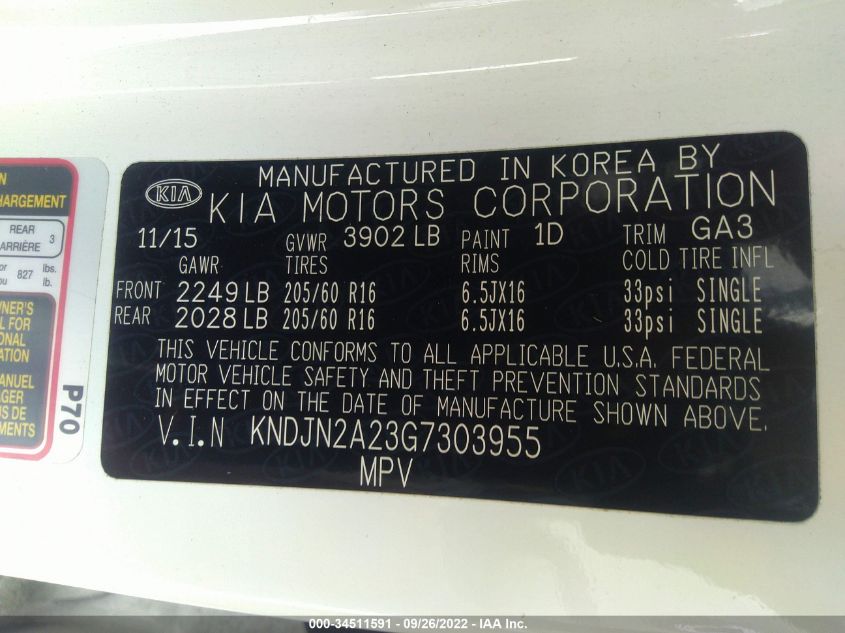 MANUFACTURED IN KOREA BY
KIA KIA MOTORS CORPORATION
11/15 GVWR 3902 LB PAINT 1D TRIM GA3
GAWR TIRES RIMS COLD TIRE INFL
FRONT 2249 LB 205/60 R16 6.5JX16 33psi SINGLE
REAR 2028 LB 205/60 R16 6.5JX16 33psi SINGLE
THIS VEHICLE CONFORMS TO ALL APPLICABLE U.S.A. FEDERAL
MOTOR VEHICLE SAFETY AND THEFT PREVENTION STANDARDS
IN EFFECT ON THE DATE OF MANUFACTURE SHOWN ABOVE.
V.I.N KNDJN2A23G7303955
MPV
CHARGEMENT
REAR 3
ARRIÈRE
or 827 lbs.
lb.
MANUEL
P70
000-34511591 - 09/26/2022 - IAA Inc.